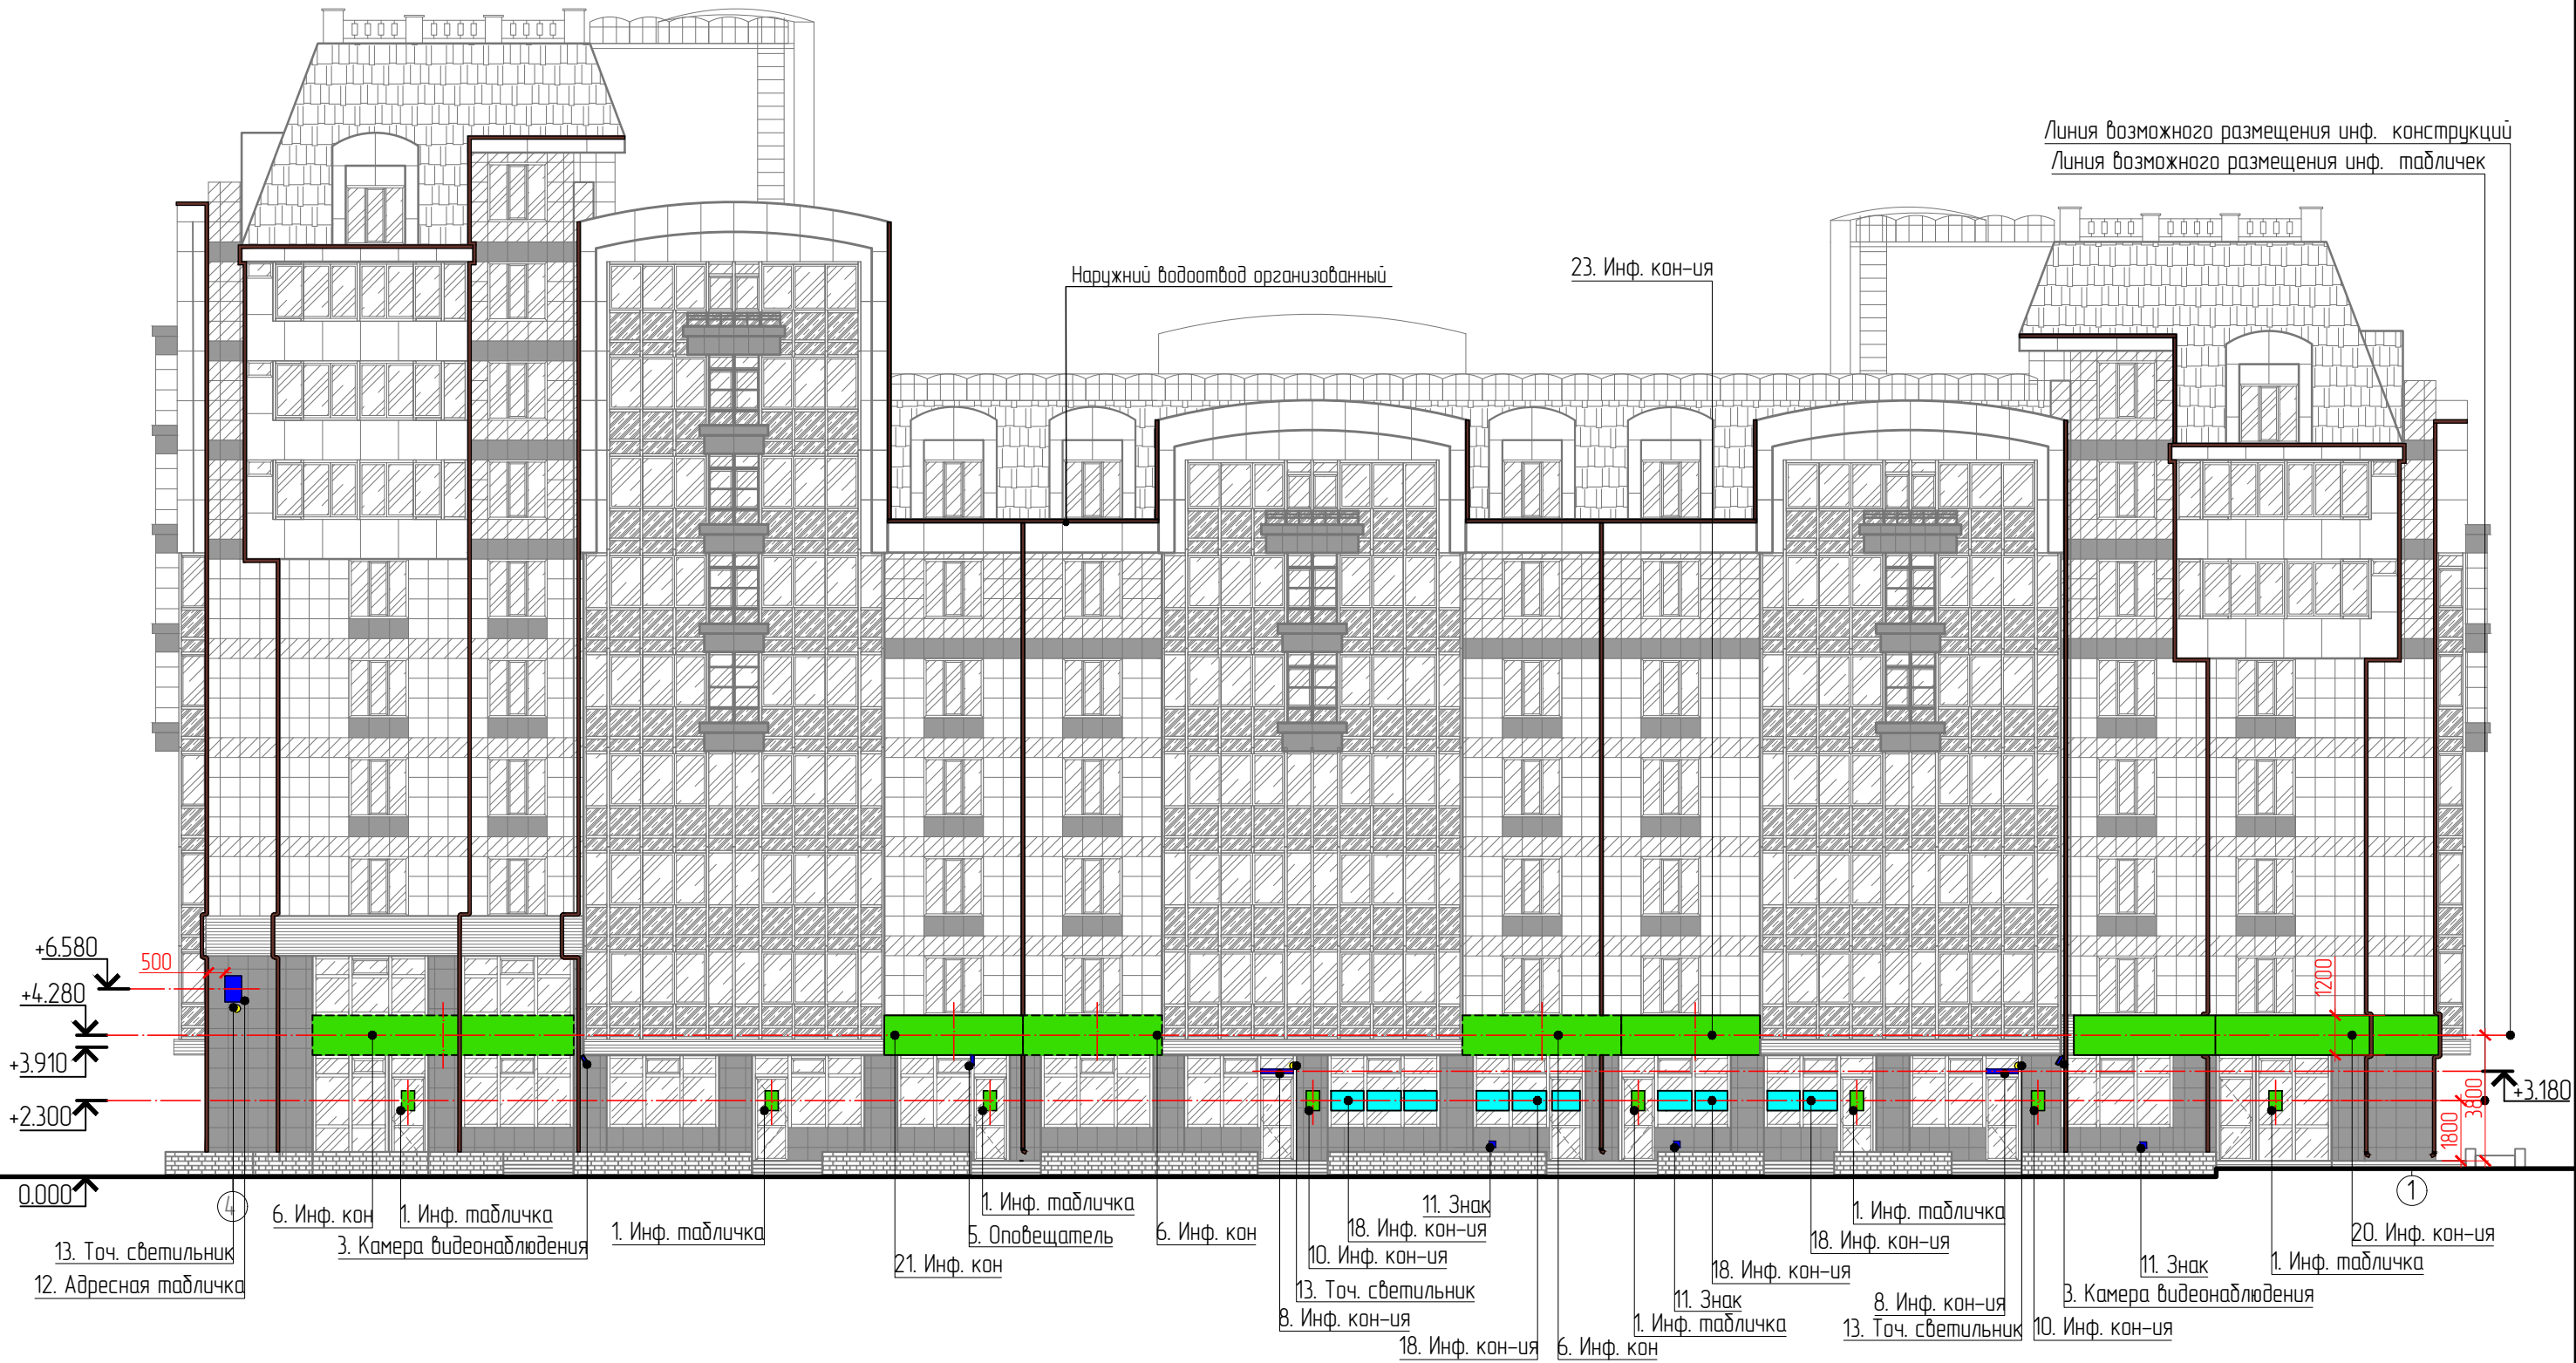 Линия возможного размещения инф. конструкций
Линия возможного размещения инф. табличек
Наружний водоотвод организованный
23. Инф. кон-ия
+6.580
500
+4.280
+3.910
+2.300
0.000
1200
+3.180
3800
1800
4
1
6. Инф. кон
1. Инф. табличка
1. Инф. табличка
1. Инф. табличка
11. Знак
1. Инф. табличка
13. Точ. светильник
3. Камера видеонаблюдения
5. Оповещатель
6. Инф. кон
18. Инф. кон-ия
18. Инф. кон-ия
20. Инф. кон-ия
12. Адресная табличка
21. Инф. кон
10. Инф. кон-ия
18. Инф. кон-ия
11. Знак
1. Инф. табличка
13. Точ. светильник
11. Знак
8. Инф. кон-ия
3. Камера видеонаблюдения
8. Инф. кон-ия
1. Инф. табличка
13. Точ. светильник
10. Инф. кон-ия
18. Инф. кон-ия
6. Инф. кон